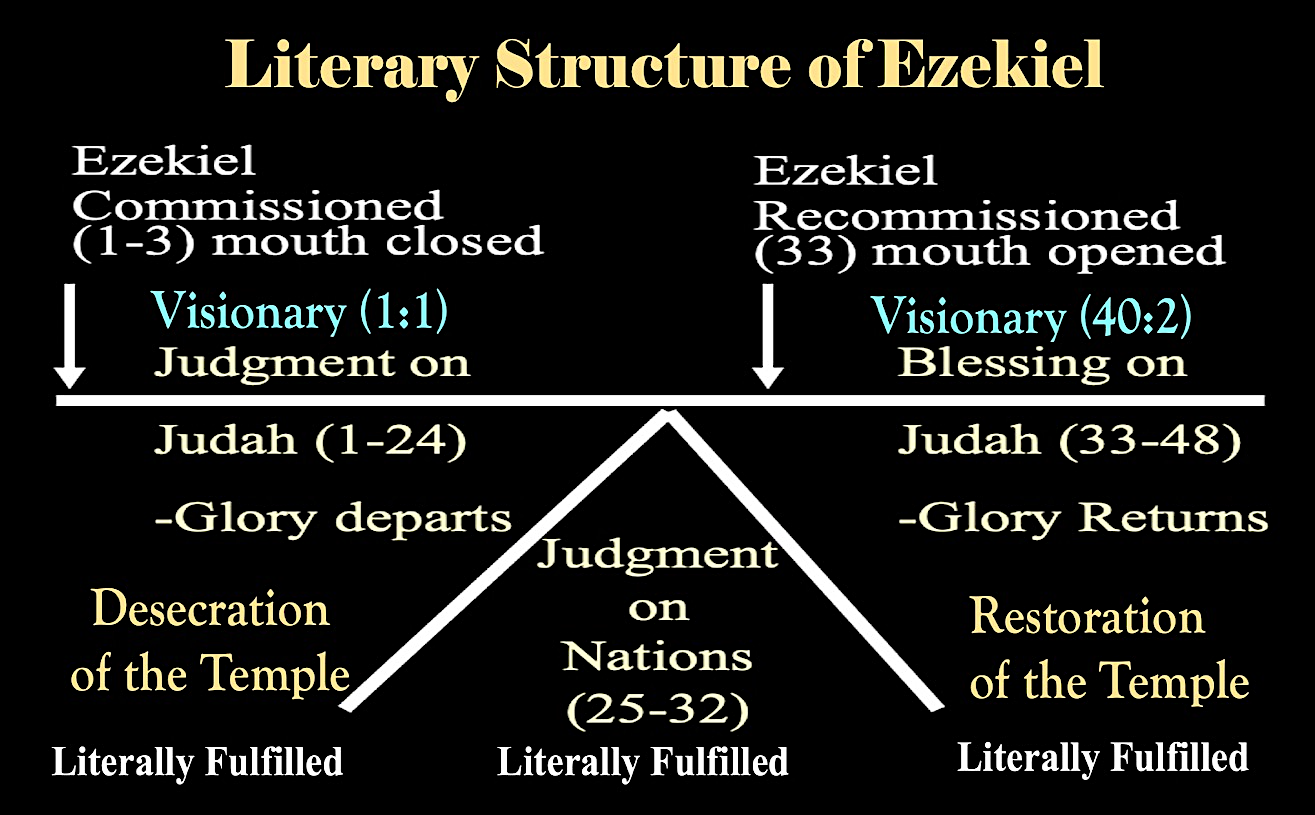 Literary Structure of Ezekiel
Ezekiel
Commissioned
(1-3) mouth closed
Visionary (1:1)
Judgment on
Judah (1-24)
-Glory departs
Desecration
of the Temple
Literally Fulfilled
Judgment
on
Nations
(25-32)
Literally Fulfilled
Ezekiel
Recommissioned
(33) mouth opened
Visionary (40:2)
Blessing on
Judah (33-48)
-Glory Returns
Restoration
of the Temple
Literally Fulfilled